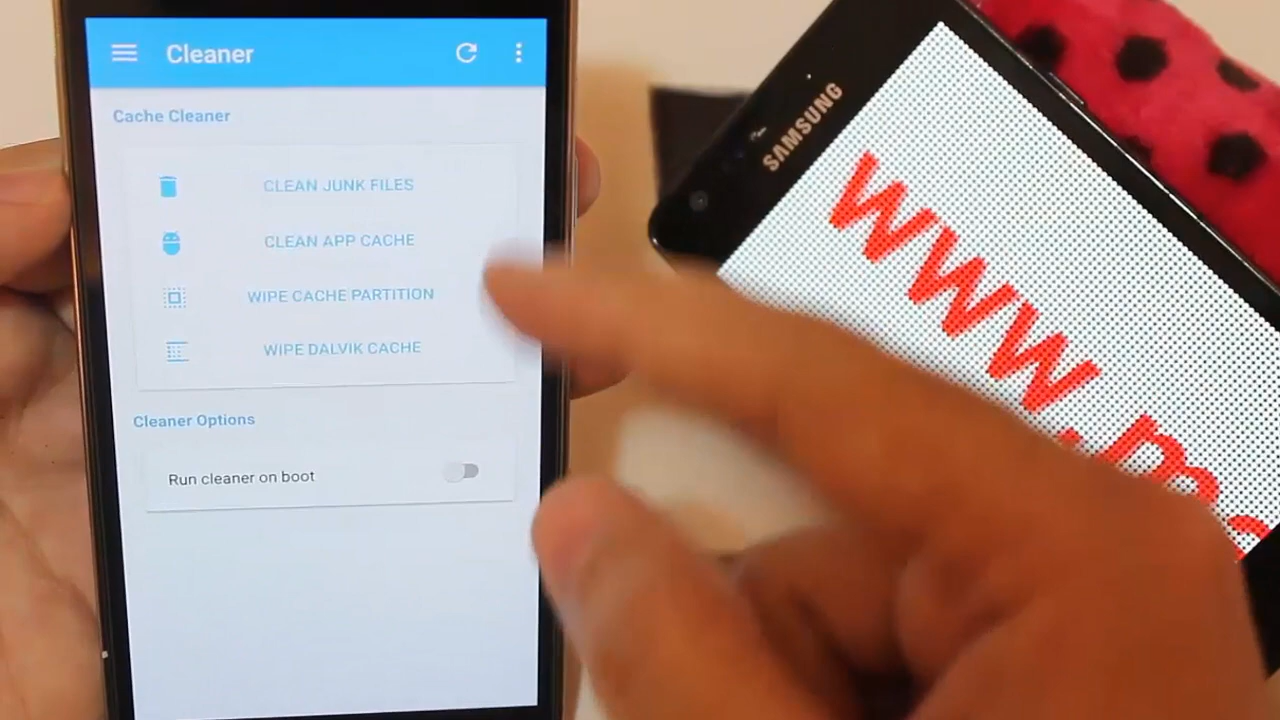 Cleaner
Cache Cleaner
CLEAN JUNK FILES
CLEAN APP CACHE
WIPE CACHE PARTITION
WIPE DALVIK CACHE
Cleaner Options
Run cleaner on boot
SAMSUNG
www.